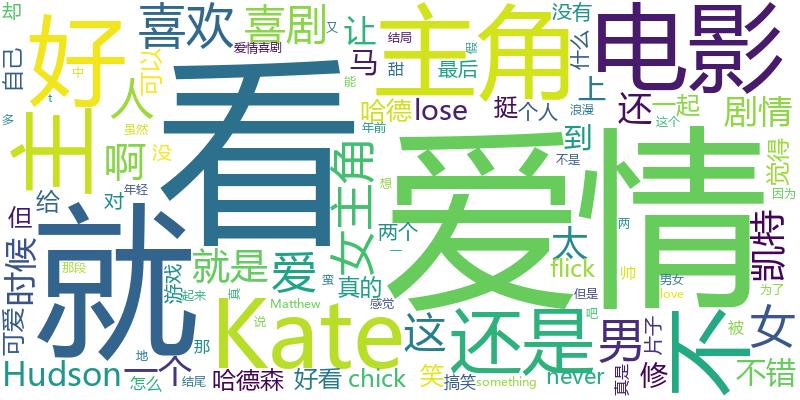 却
好
喜欢
喜剧
爱情喜剧
又
结局
让
主角
没有
什么
电影
自己
主
人
可以
马
甜
最后
能
中
t
多
虽然
啊
没
看
哈德
lose
挺
个人
上
浪漫
还
一起
剧情
这个
年前
到
不是
觉得
爱情
因为
但
给
对
年轻
女主角
想
两个
一
太
两
凯特
时候
就
那段
游戏
就是
爱
真的
flick
帅
男女
love
起来
真
Matthew
感觉
但是
为了
可爱
Kate
说
这
还是
吧
男
片子
不
被
女
地
那
Hudson
一个
怎么
结尾
哈德森
好看
chick
笑
搞笑
something
never
真是
修
不错
蛮